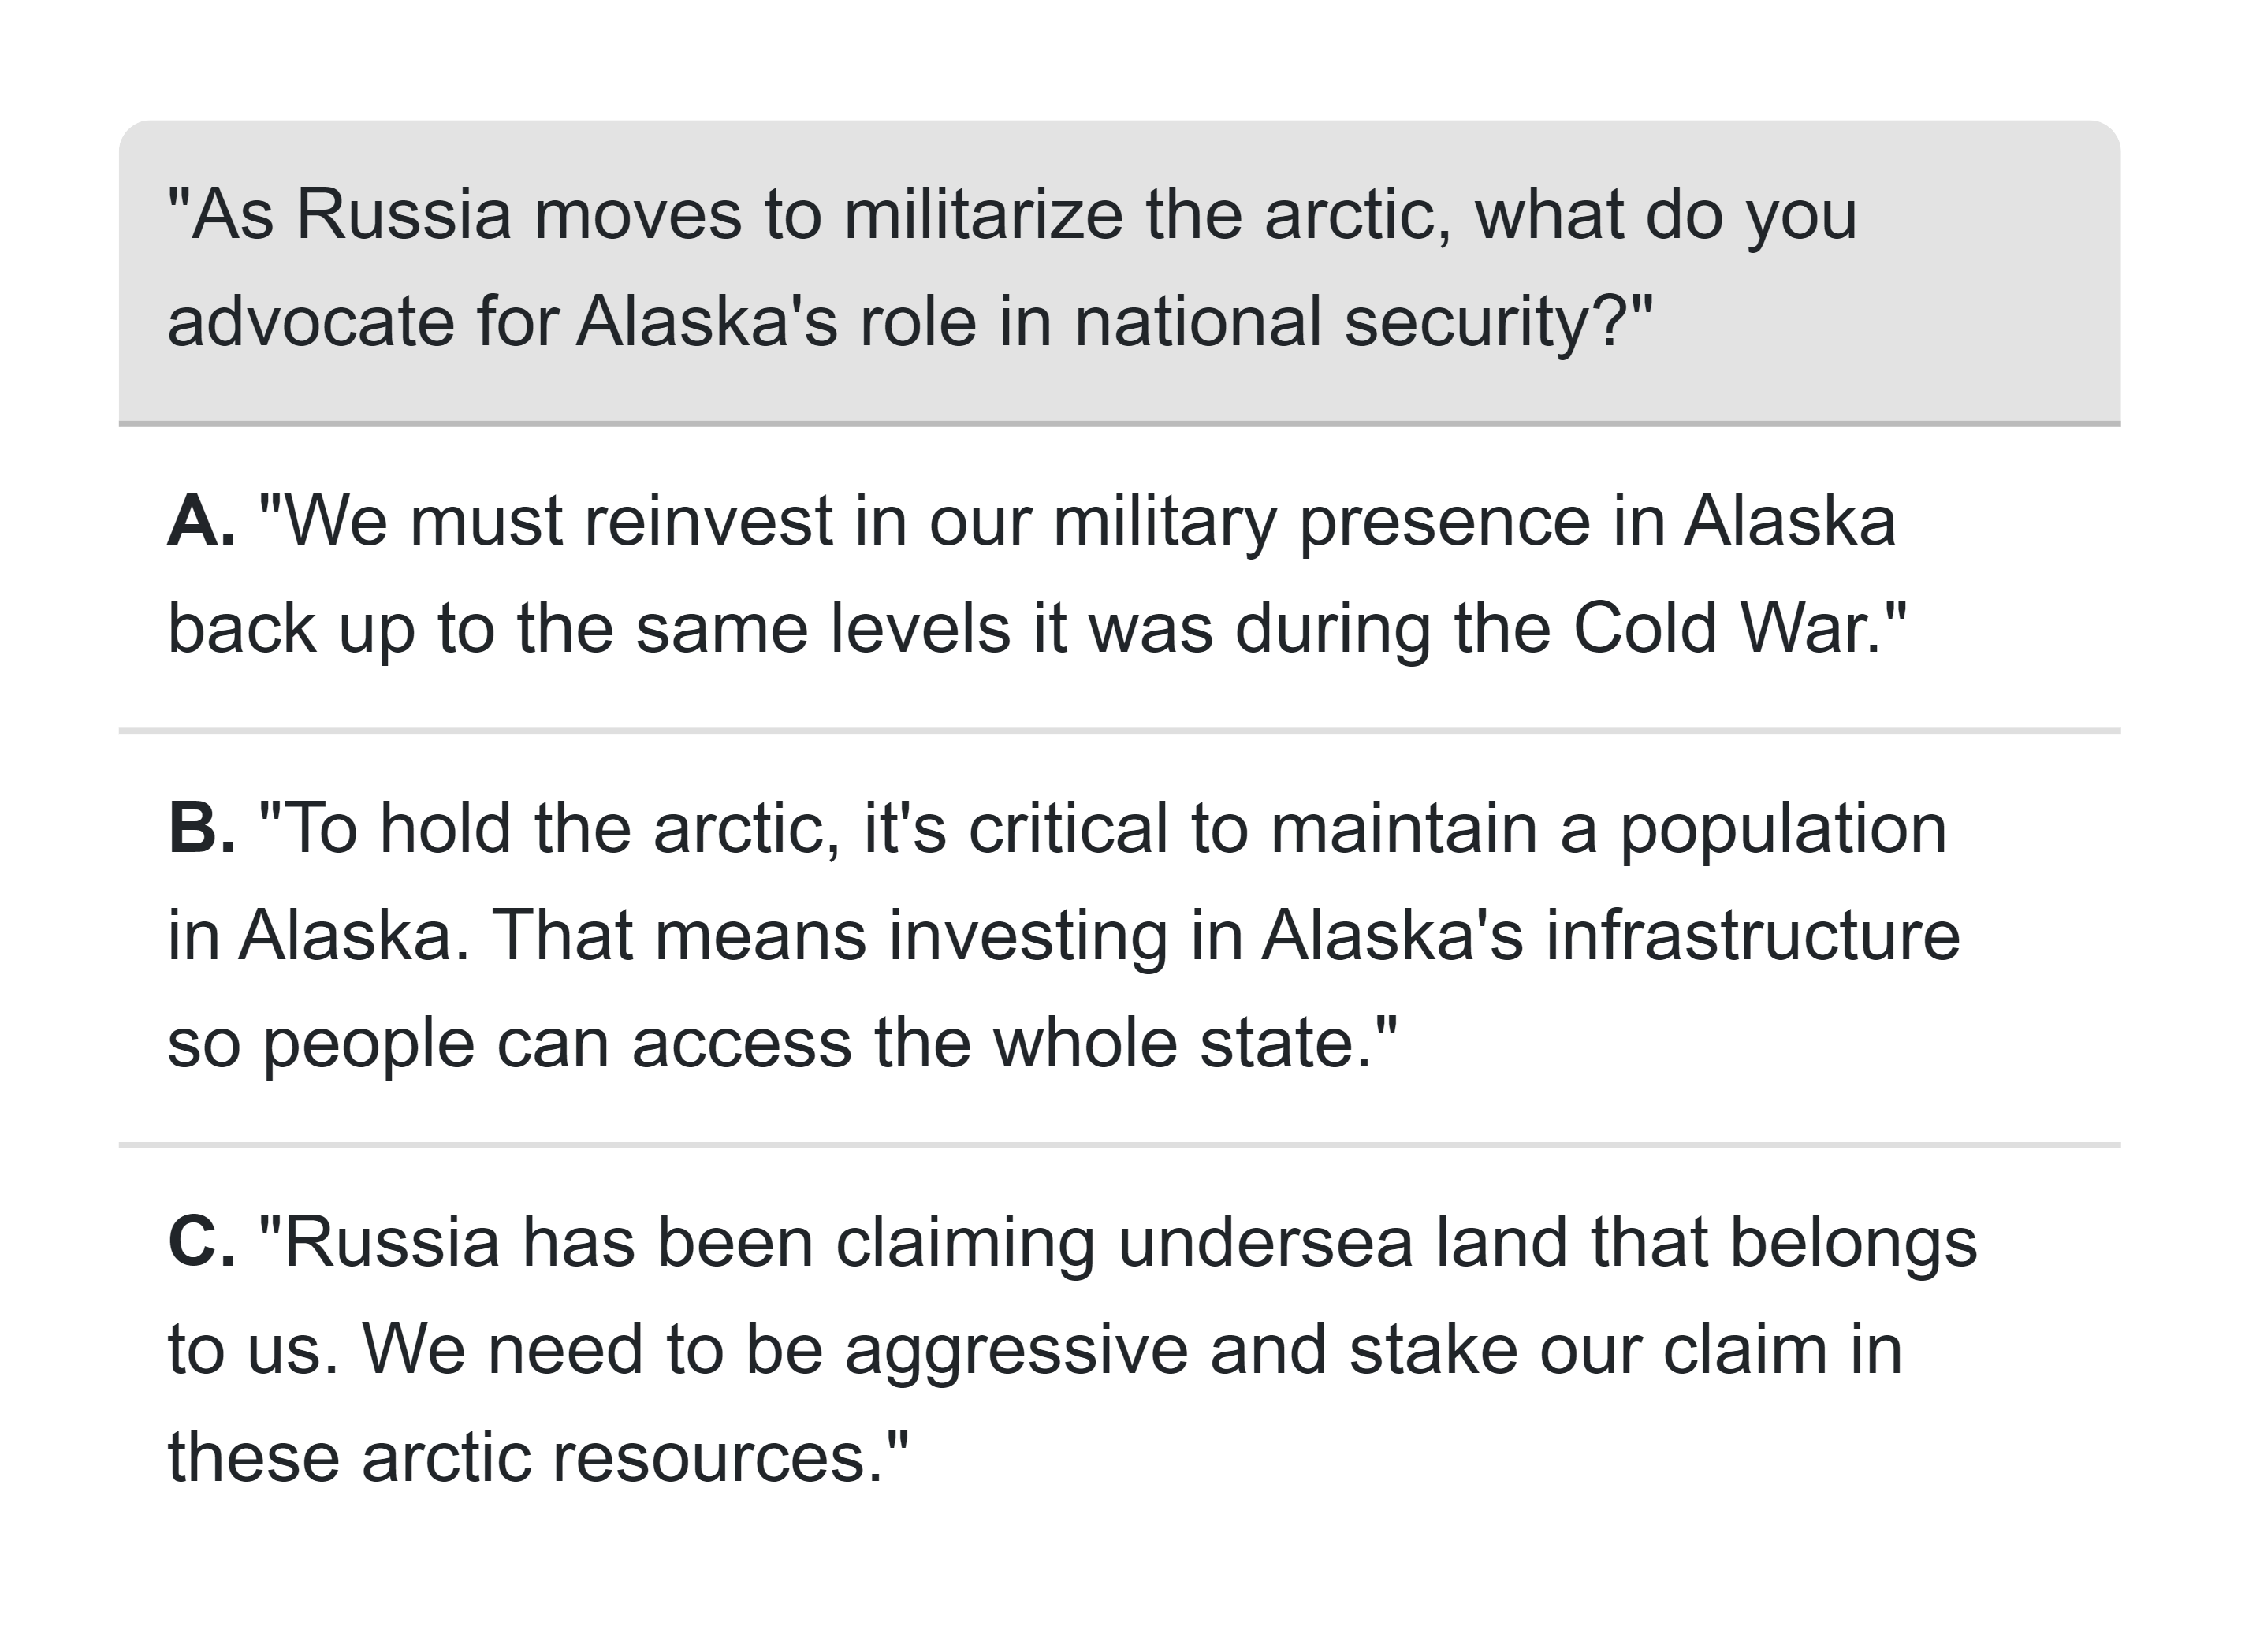 "As Russia moves to militarize the arctic, what do you
advocate for Alaska's role in national security?"
A. "We must reinvest in our military presence in Alaska
back up to the same levels it was during the Cold War."
B. "To hold the arctic, it's critical to maintain a population
in Alaska. That means investing in Alaska's infrastructure
so people can access the whole state."
C. "Russia has been claiming undersea land that belongs
to us. We need to be aggressive and stake our claim in
these arctic resources."